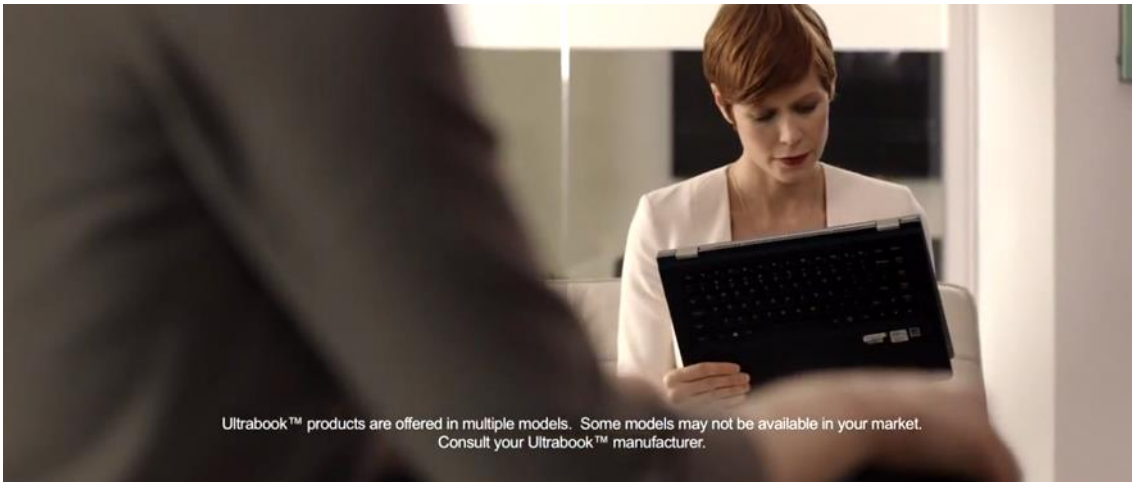 Ultrabook™ products are offered in multiple models. Some models may not be available in your market.
Consult your Ultrabook™ manufacturer.